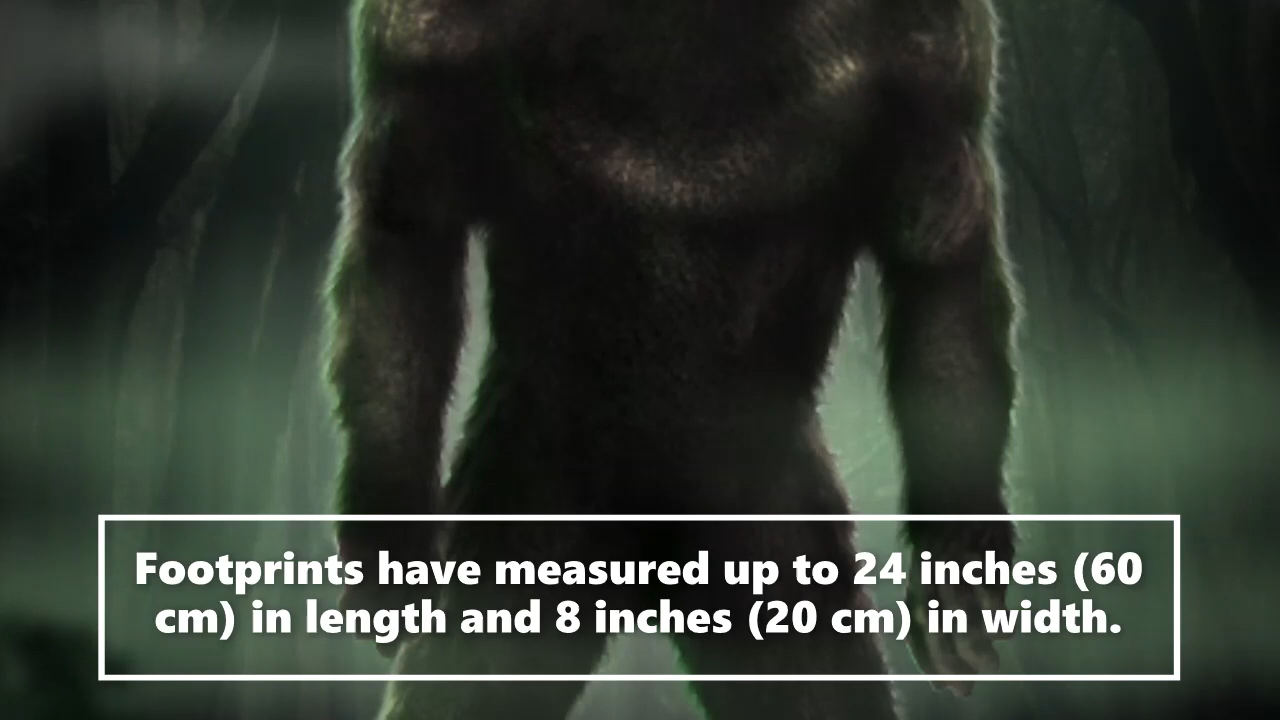 Footprints have measured up to 24 inches (60
cm) in length and 8 inches (20 cm) in width.